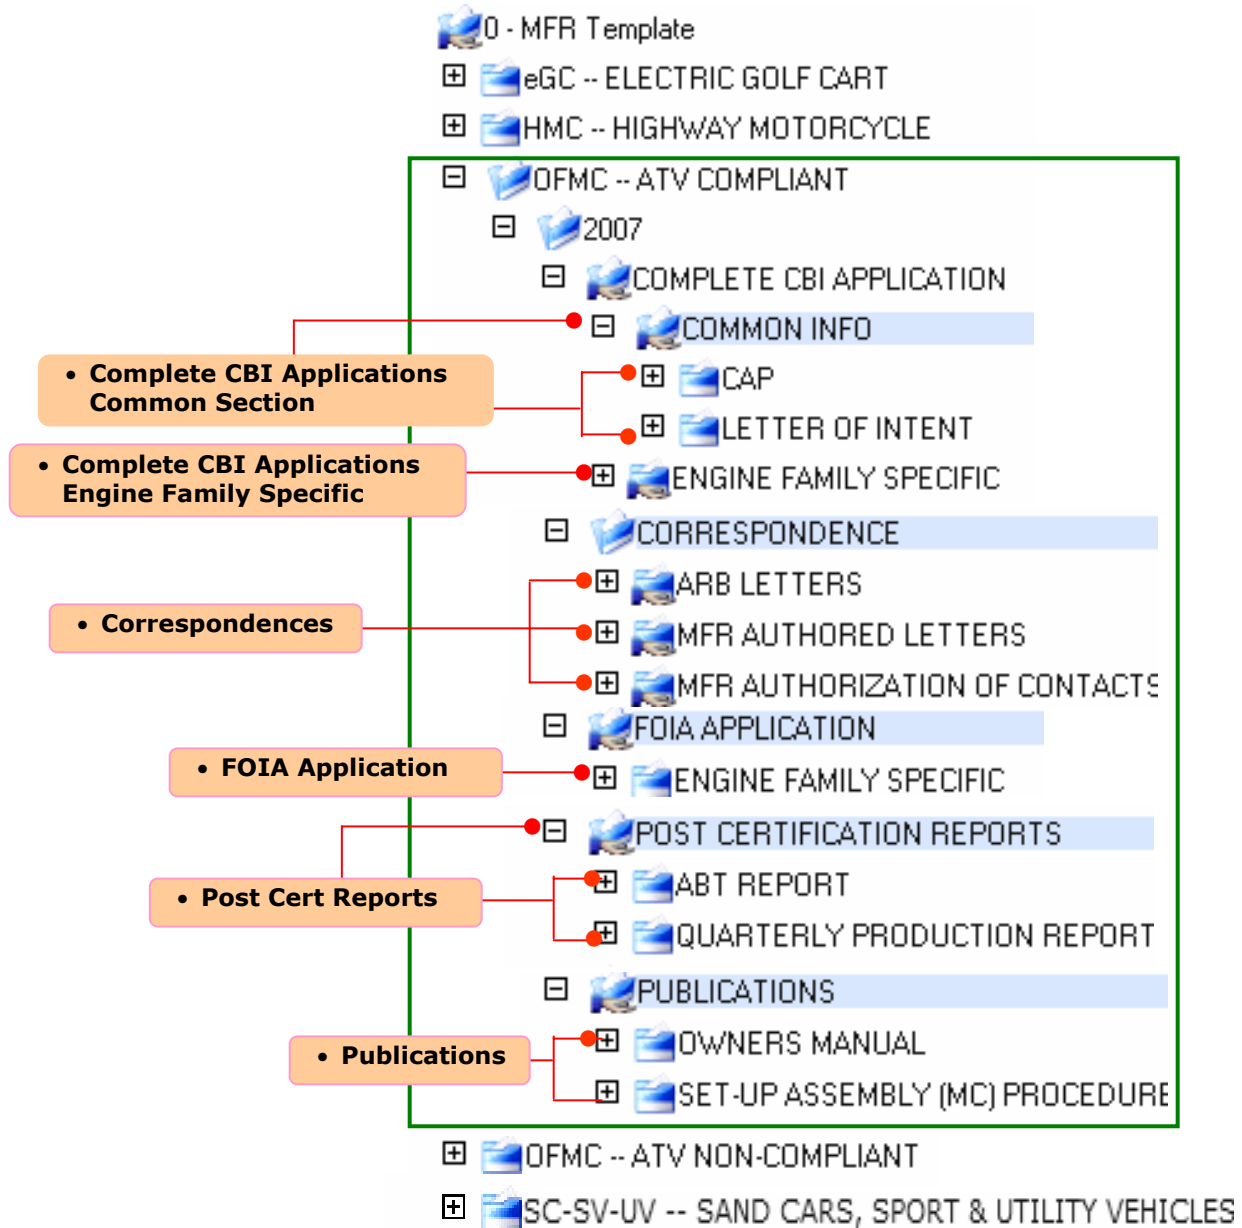 0 - MFR Template
eGC -- ELECTRIC GOLF CART
HMC -- HIGHWAY MOTORCYCLE
OFMC -- ATV COMPLIANT
2007
COMPLETE CBI APPLICATION
COMMON INFO
• Complete CBI Applications
Common Section
CAP
LETTER OF INTENT
• Complete CBI Applications
Engine Family Specific
ENGINE FAMILY SPECIFIC
CORRESPONDENCE
ARB LETTERS
• Correspondences
MFR AUTHORED LETTERS
MFR AUTHORIZATION OF CONTACTS
FOIA APPLICATION
• FOIA Application
ENGINE FAMILY SPECIFIC
POST CERTIFICATION REPORTS
• Post Cert Reports
ABT REPORT
QUARTERLY PRODUCTION REPORT
PUBLICATIONS
• Publications
OWNERS MANUAL
SET-UP ASSEMBLY (MC) PROCEDURE
OFMC -- ATV NON-COMPLIANT
SC-SV-UV -- SAND CARS, SPORT & UTILITY VEHICLES